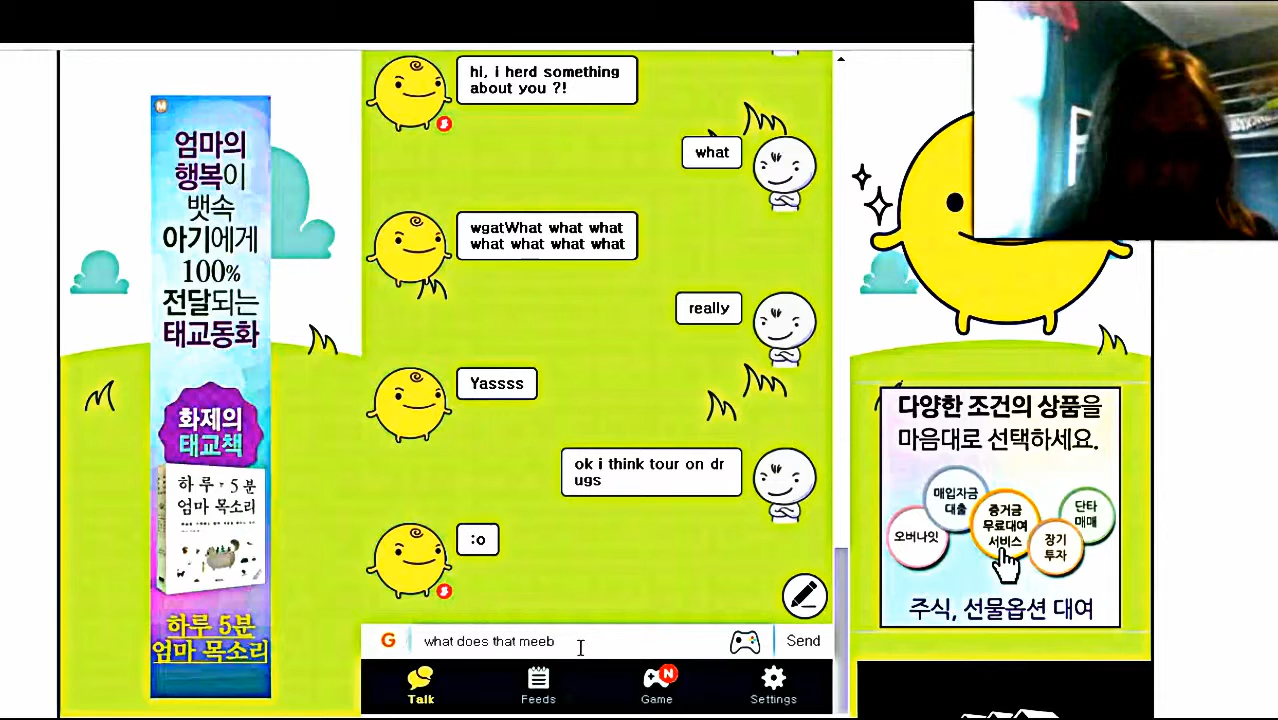 M
엄마의
행복이
뱃속
아기에게
100%
전달되는
태교동화
화제의
태교책
하루 5분
엄마 목소리
하루 5분
엄마 목소리
hi, i herd something
about you ?!
what
wgatWhat what what
what what what what
really
Yassss
ok i think tour on dr
ugs
:o
G
what does that meeb
Send
Talk
Feeds
N
Game
Settings
다양한 조건의 상품을
마음대로 선택하세요.
매입자금
대출
증거금
무료대여
서비스
단타
매매
오버나잇
장기
투자
주식, 선물옵션 대여